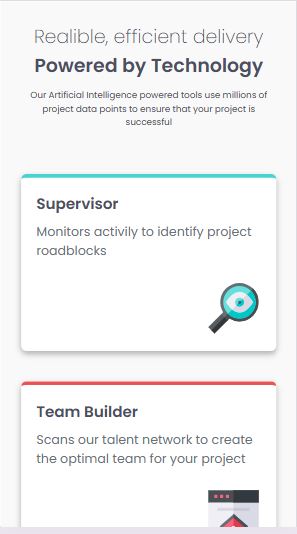 Realible, efficient delivery
Powered by Technology
Our Artificial Intelligence powered tools use millions of
project data points to ensure that your project is
successful
Supervisor
Monitors activily to identify project
roadblocks
Team Builder
Scans our talent network to create
the optimal team for your project